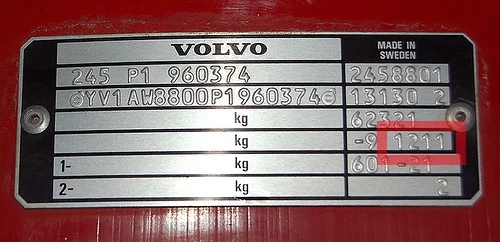 VOLVO MADE IN
SWEDEN
245 P1 960374 2458801
YV1AW8800P1960374 13130 2
kg 62321
kg -9 1211
1- kg 601-21
2- kg 2